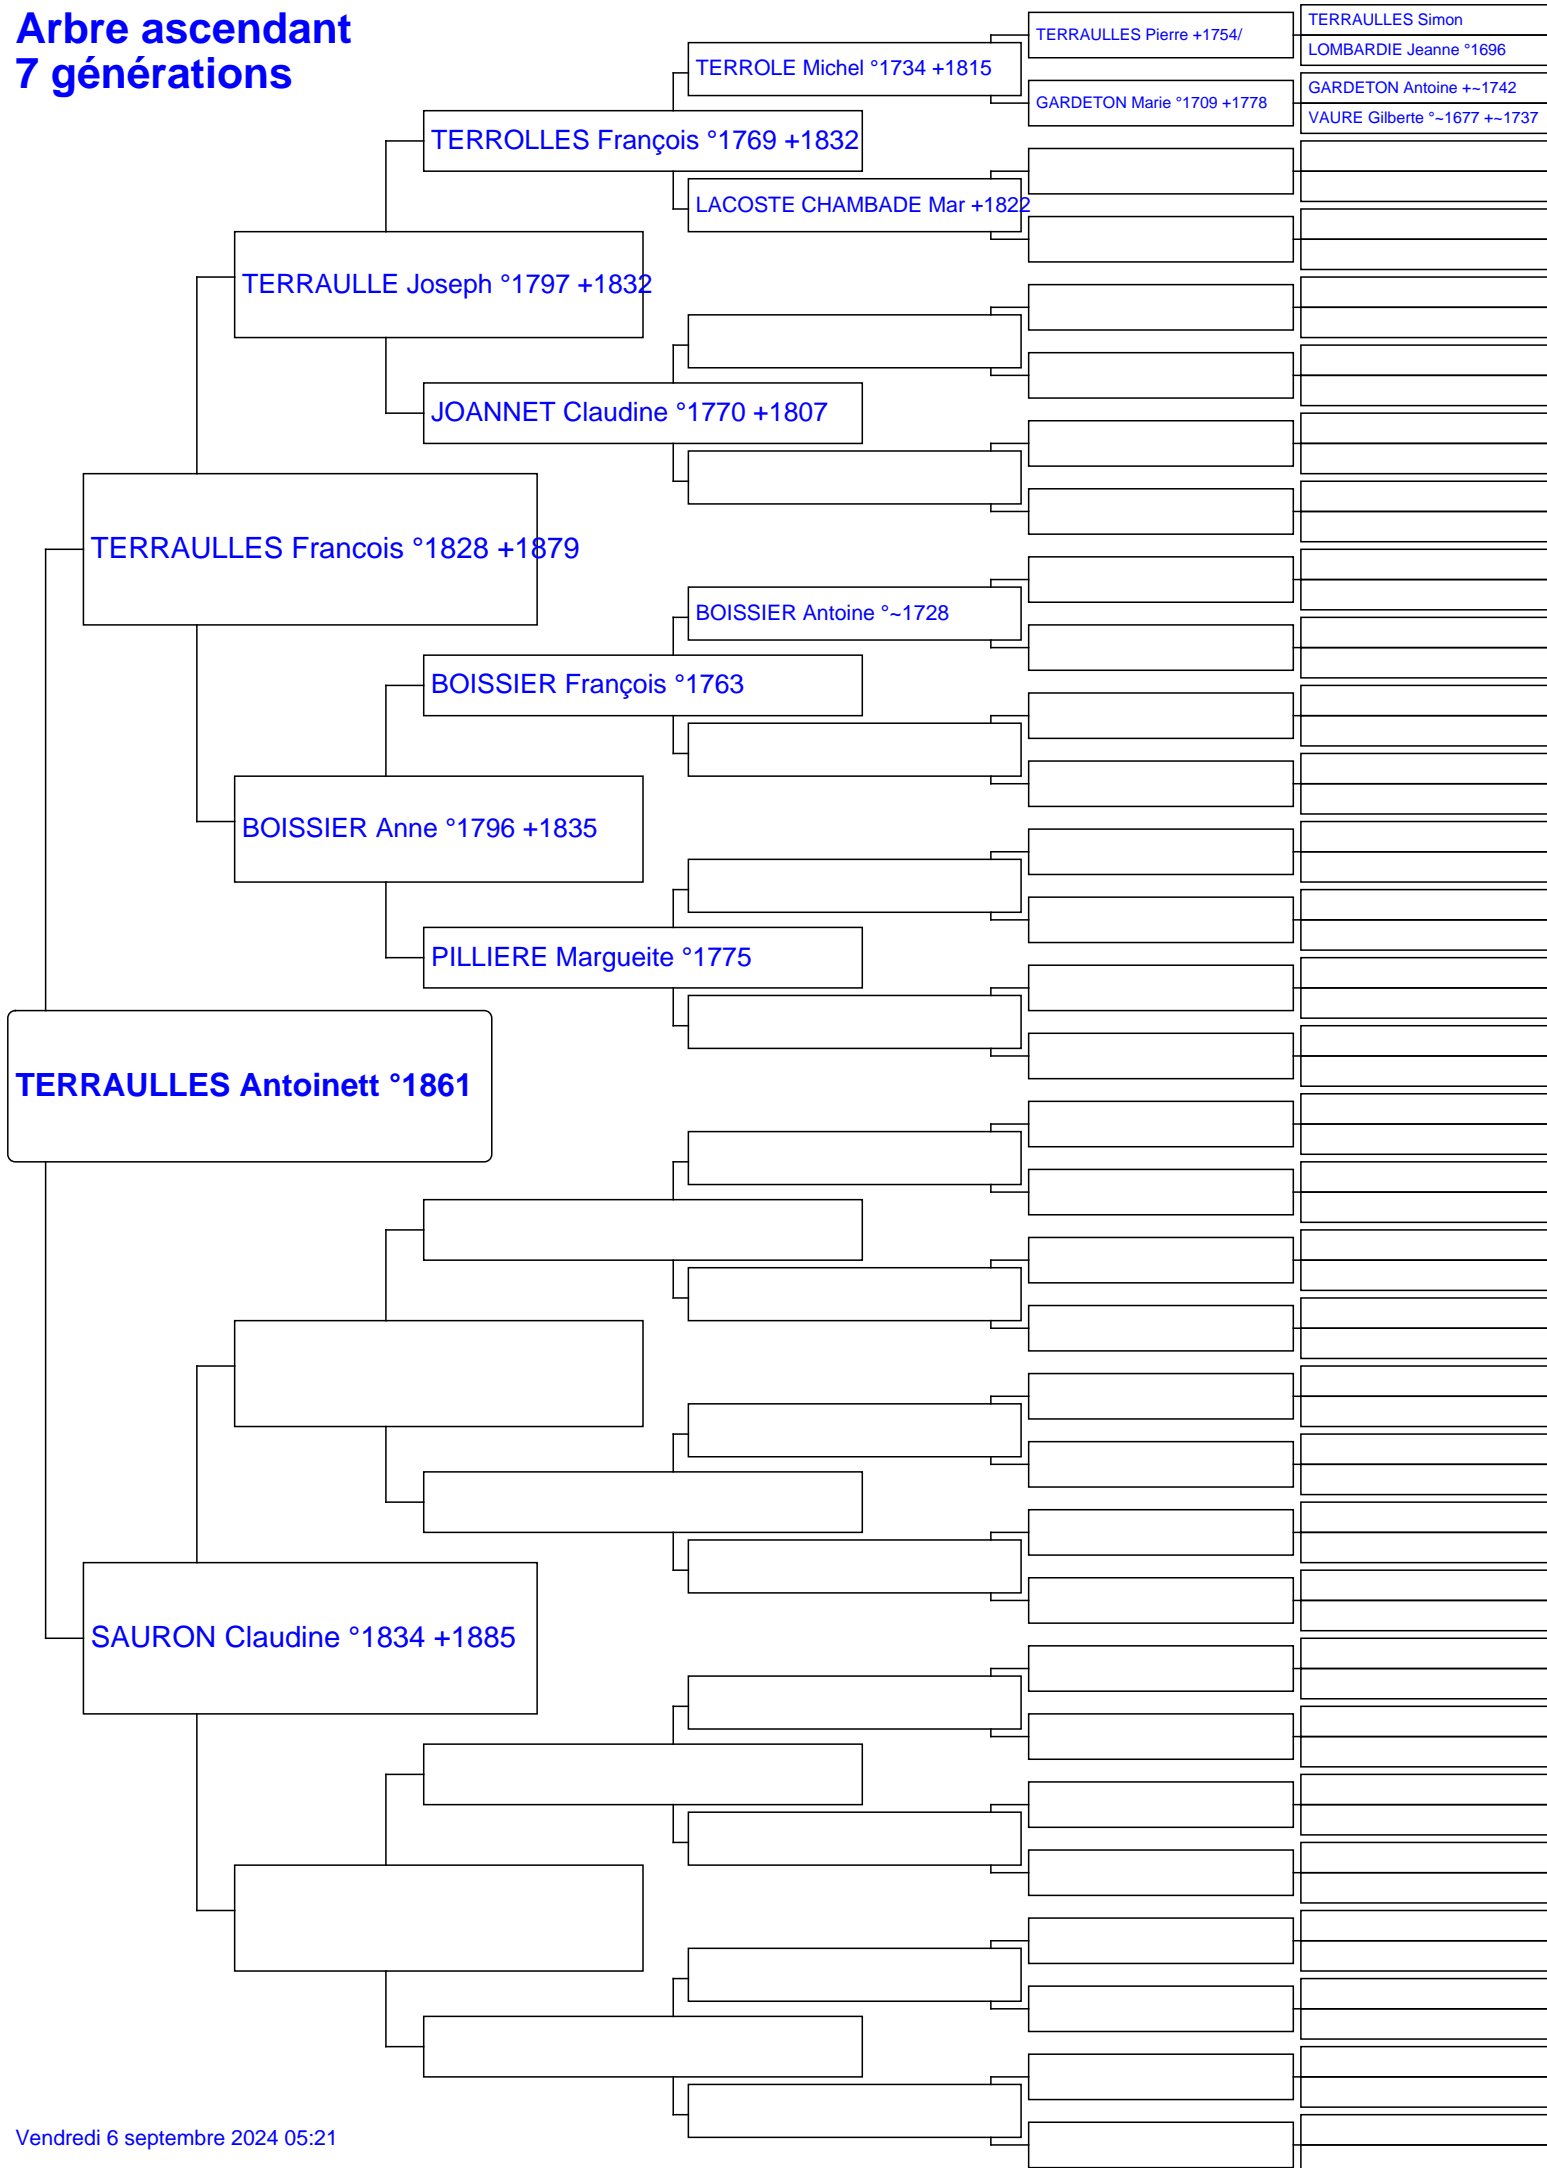 Arbre ascendant
7 générations
TERRAULLES Simon
TERRAULLES Pierre +1754/
LOMBARDIE Jeanne °1696
TERROLE Michel °1734 +1815
GARDETON Antoine +~1742
GARDETON Marie °1709 +1778
VAURE Gilberte °~1677 +~1737
TERROLLES François °1769 +1832
LACOSTE CHAMBADE Mar +1822
TERRAULLE Joseph °1797 +1832
JOANNET Claudine °1770 +1807
TERRAULLES Francois °1828 +1879
BOISSIER Antoine °~1728
BOISSIER François °1763
BOISSIER Anne °1796 +1835
PILLIERE Margueite °1775
TERRAULLES Antoinett °1861
SAURON Claudine °1834 +1885
Vendredi 6 septembre 2024 05:21